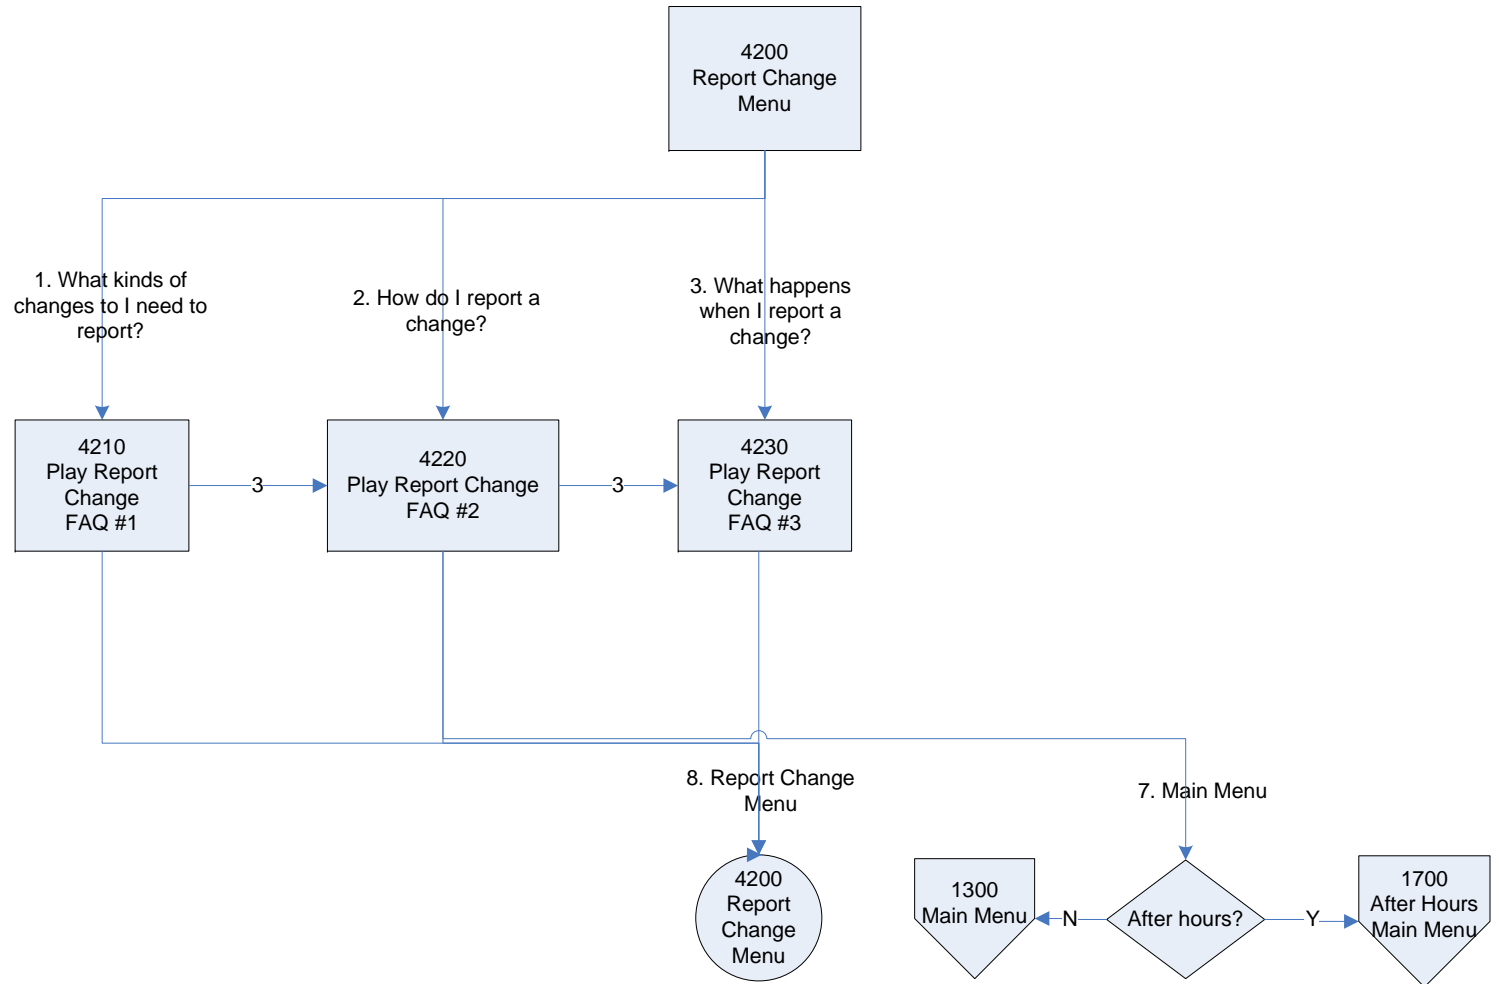 4200
Report Change
Menu
1. What kinds of
changes to I need to
report?
2. How do I report a
change?
3. What happens
when I report a
change?
4210
Play Report
Change
FAQ #1
3
4220
Play Report Change
FAQ #2
3
4230
Play Report
Change
FAQ #3
8. Report Change
Menu
7. Main Menu
4200
Report
Change
Menu
1300
Main Menu
N
After hours?
Y
1700
After Hours
Main Menu